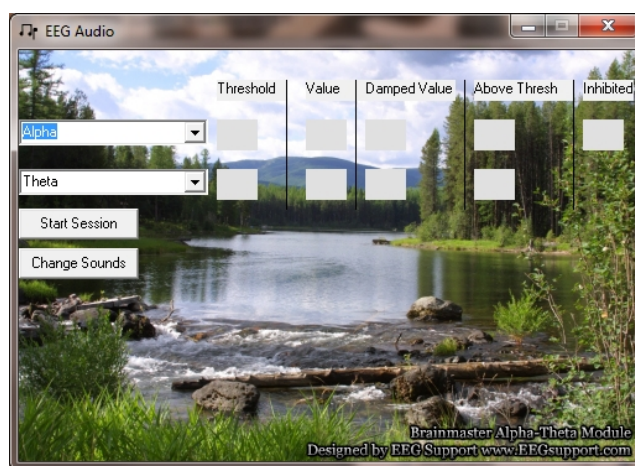 EEG Audio
Threshold Value Damped Value Above Thresh Inhibited
Alpha
Theta
Start Session
Change Sounds
Brainmaster Alpha-Theta Module
Designed by EEG Support www.EEGsupport.com